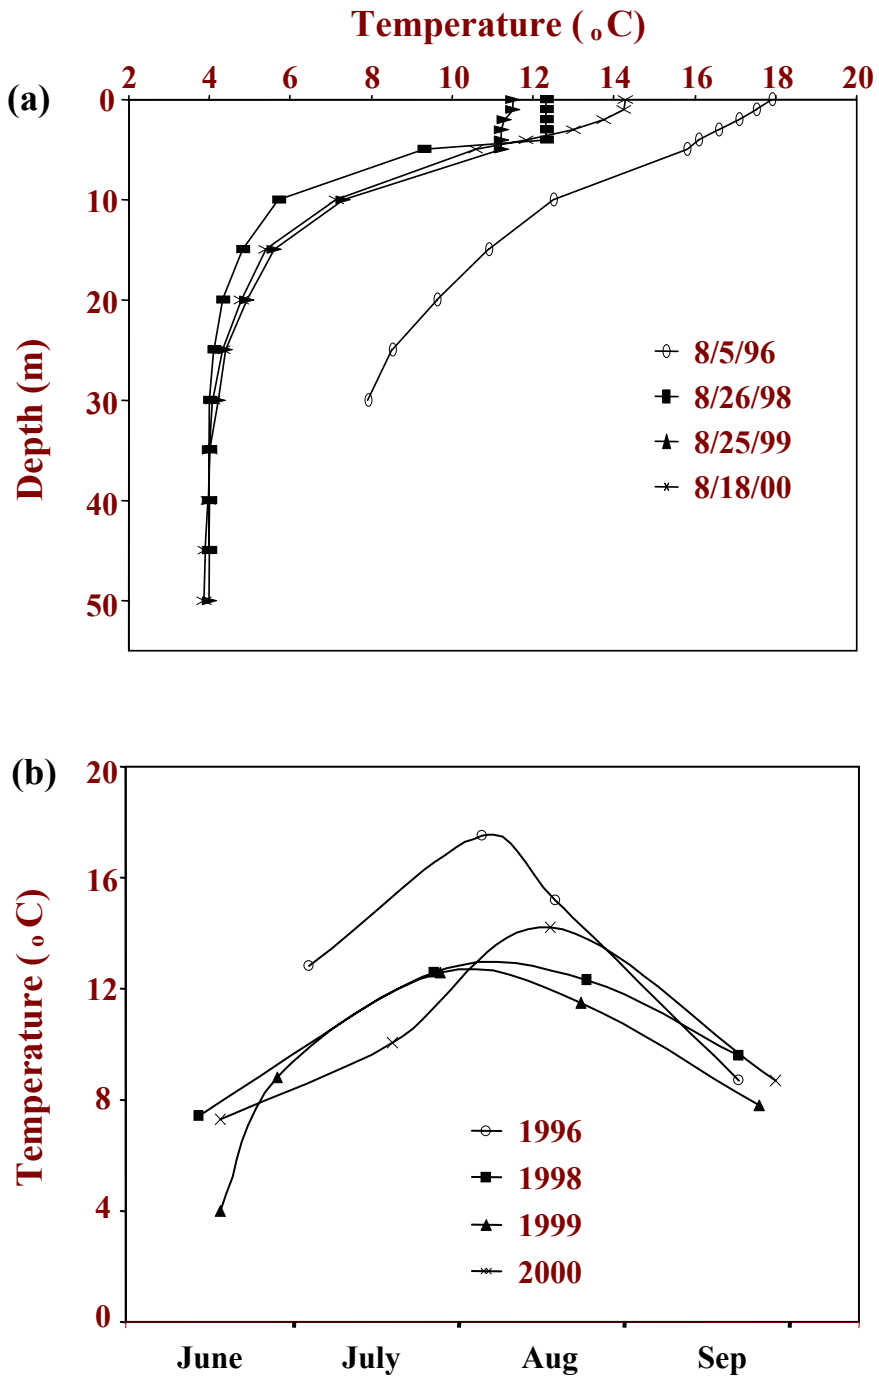 Temperature ( oC)
2 4 6 8 10 12 14 16 18 20
(a)
0
10
20
30
40
50
Depth (m)
8/5/96
8/26/98
8/25/99
8/18/00
(b)
20
16
12
8
4
0
Temperature ( oC)
1996
1998
1999
2000
June July Aug Sep